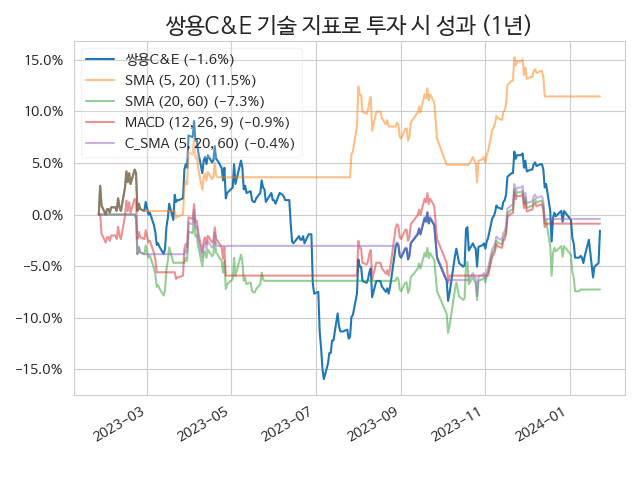 쌍용C&E 기술 지표로 투자 시 성과 (1년)
쌍용C&E (−1.6%)
SMA (5, 20) (11.5%)
SMA (20, 60) (−7.3%)
MACD (12, 26, 9) (−0.9%)
C_SMA (5, 20, 60) (−0.4%)
15.0%
10.0%
5.0%
0.0%
−5.0%
−10.0%
−15.0%
2023−03
2023−05
2023−07
2023−09
2023−11
2024−01